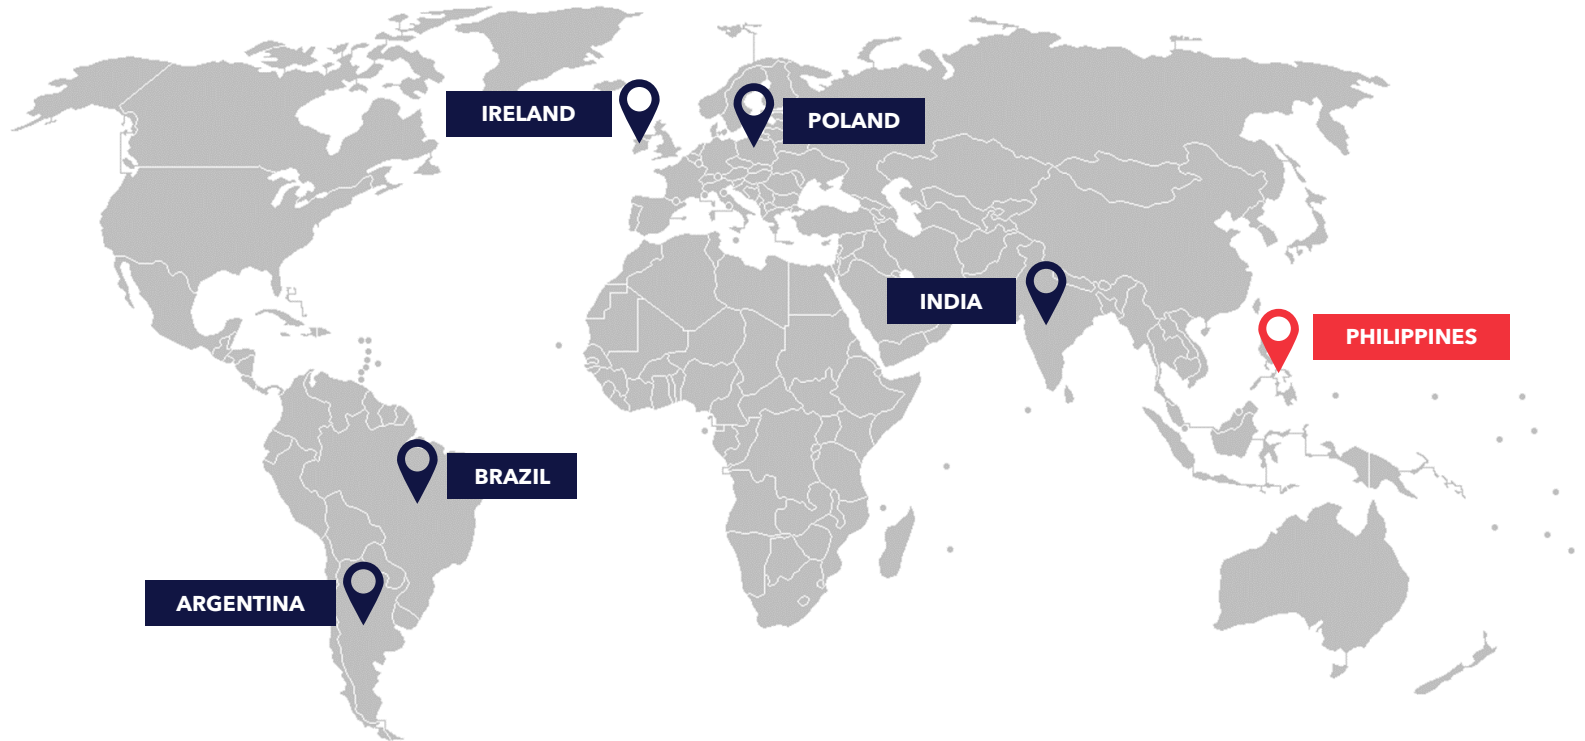 IRELAND
POLAND
INDIA
PHILIPPINES
BRAZIL
ARGENTINA